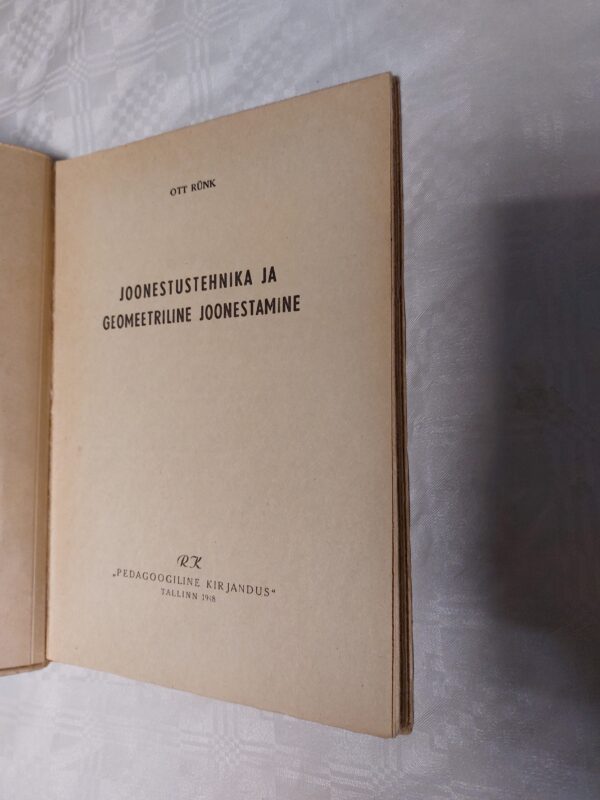 OTT RÜNK
JOONESTUSTEHNIKA JA
GEOMEETRILINE JOONESTAMINE
RK
„PEDAGOOGILINE KIRJANDUS“
TALLINN 1948